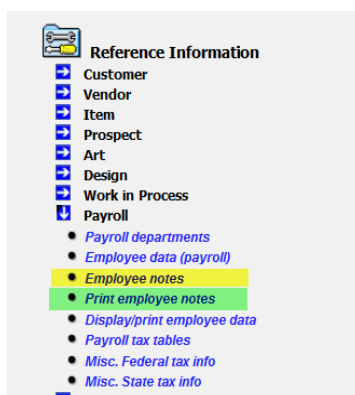 Reference Information
Customer
Vendor
Item
Prospect
Art
Design
Work in Process
Payroll
Payroll departments
Employee data (payroll)
Employee notes
Print employee notes
Display/print employee data
Payroll tax tables
Misc. Federal tax info
Misc. State tax info